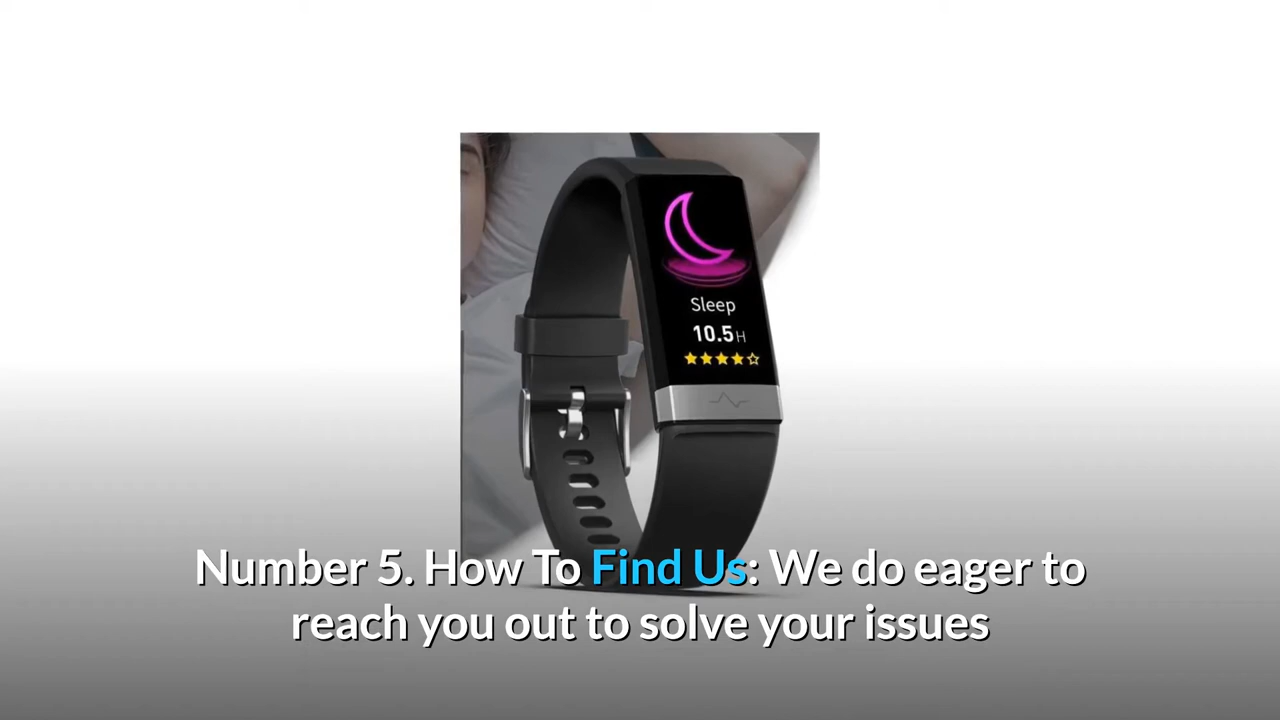 Sleep
10.5H
Number 5. How To Find Us: We do eager to
reach you out to solve your issues